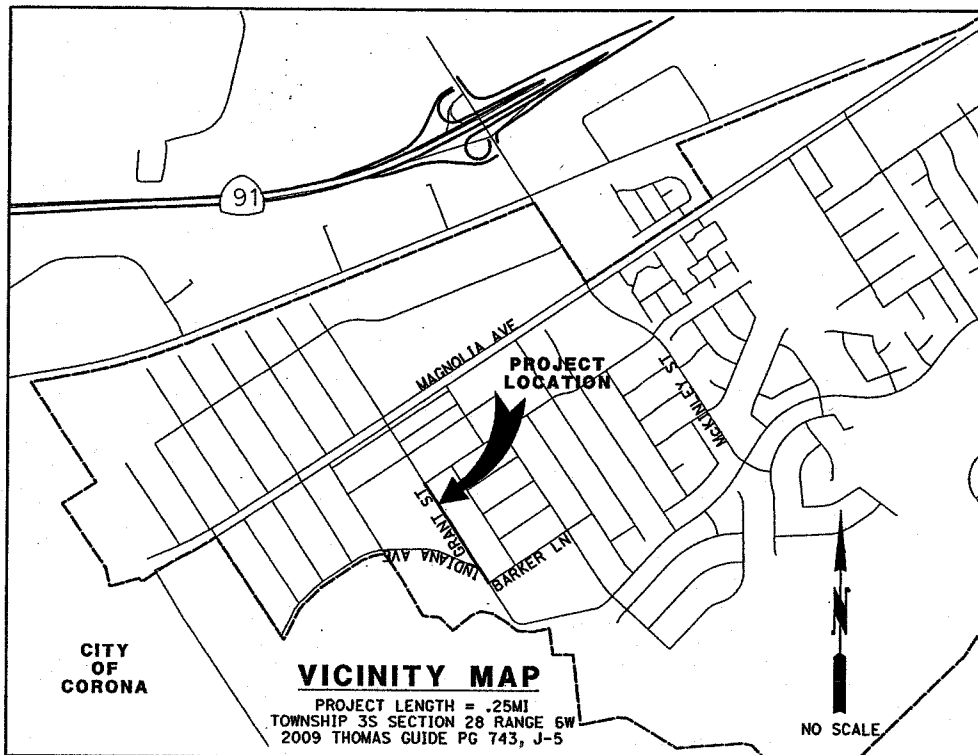 91
MAGNOLIA AVE
PROJECT
LOCATION
McKINLEY ST
GRANT ST
INDIANA AVE
BARKER LN
CITY
OF
CORONA
VICINITY MAP
PROJECT LENGTH = .25MI
TOWNSHIP 3S SECTION 28 RANGE 6W
2009 THOMAS GUIDE PG 743, J-5
N
NO SCALE